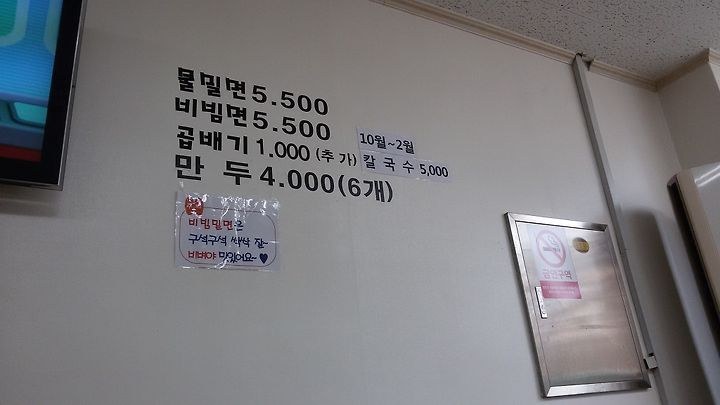 물밀면 5.500
비빔면 5.500
곱배기 1.000 (추가)
만두 4.000(6개)
10월~2월
칼국수 5,000
비빔밀면은
구석구석 싹싹 잘~
비벼야 맛있어요~♥
금연구역